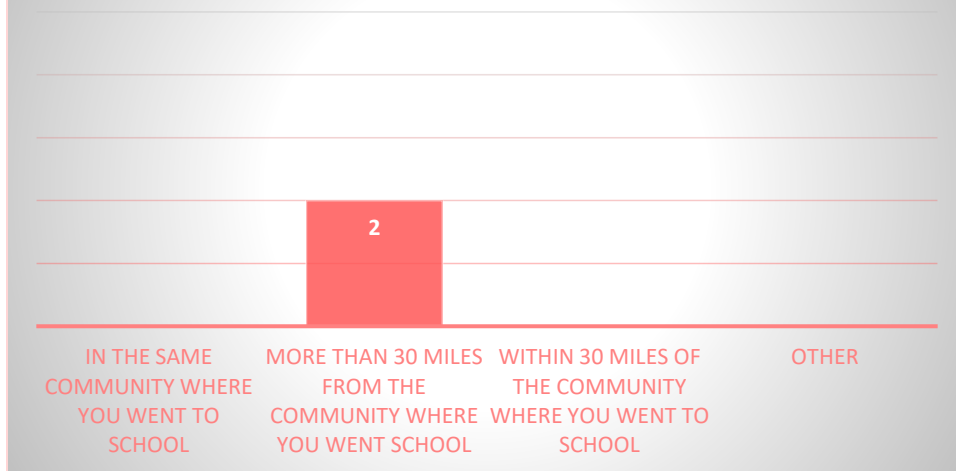 2
IN THE SAME
COMMUNITY WHERE
YOU WENT TO
SCHOOL
MORE THAN 30 MILES
FROM THE
COMMUNITY WHERE
YOU WENT SCHOOL
WITHIN 30 MILES OF
THE COMMUNITY
WHERE YOU WENT TO
SCHOOL
OTHER